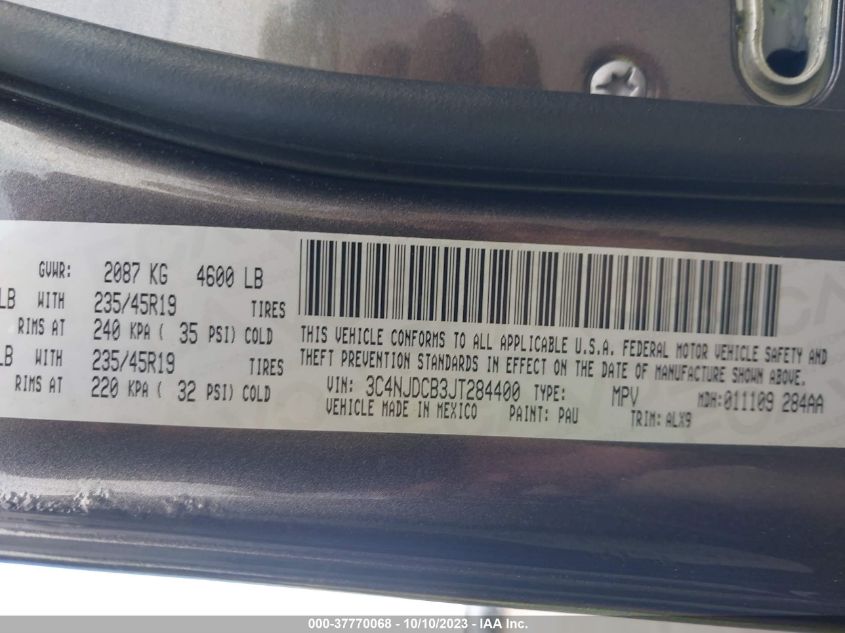 GVWR: 2087 KG 4600 LB
LB WITH 235/45R19 TIRES
RIMS AT 240 KPA ( 35 PSI) COLD
LB WITH 235/45R19 TIRES
RIMS AT 220 KPA ( 32 PSI) COLD
THIS VEHICLE CONFORMS TO ALL APPLICABLE U.S.A. FEDERAL MOTOR VEHICLE SAFETY AND
THEFT PREVENTION STANDARDS IN EFFECT ON THE DATE OF MANUFACTURE SHOWN ABOVE.
VIN: 3C4NJDCB3JT284400 TYPE: MPV MDH:011109 284AA
VEHICLE MADE IN MEXICO PAINT: PAU TRIM: ALX9
000-37770068 - 10/10/2023 - IAA Inc.